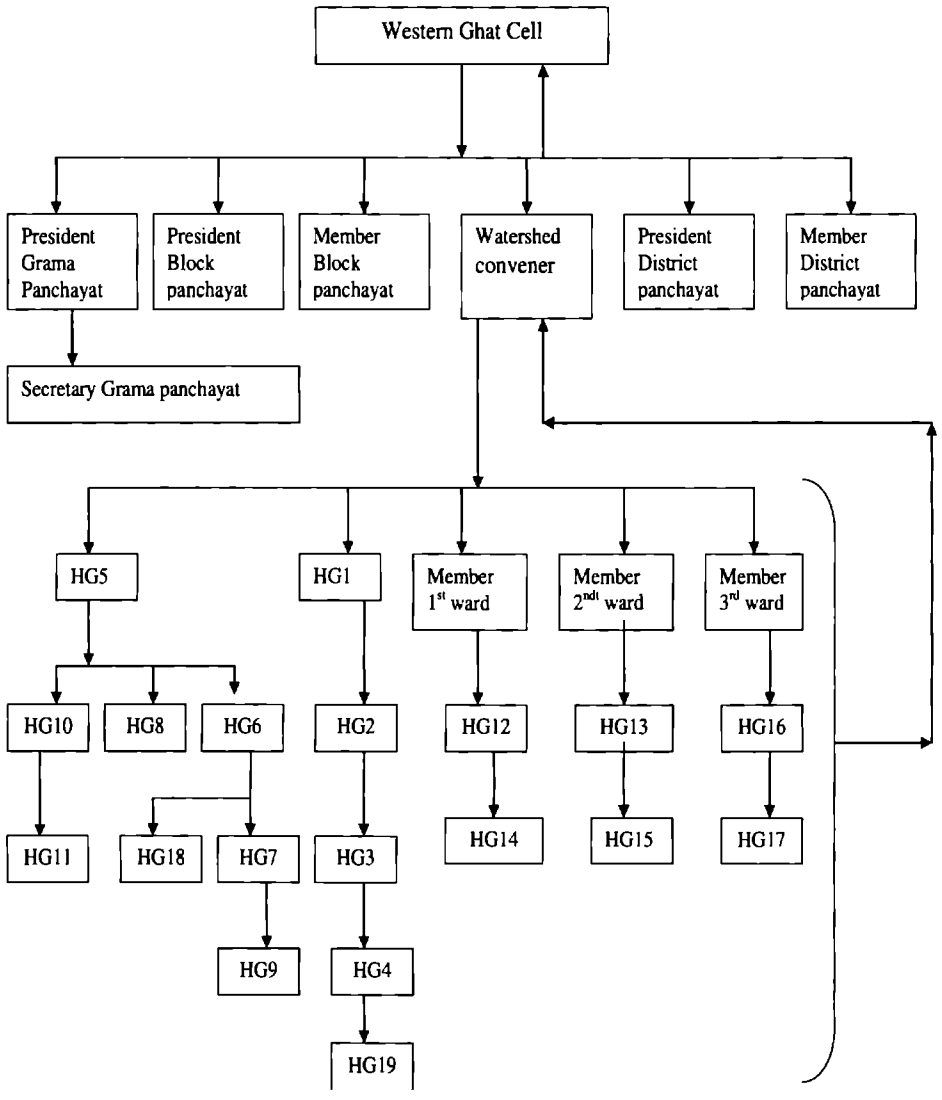 Western Ghat Cell
President
Grama
Panchayat
President
Block
panchayat
Member
Block
panchayat
Watershed
convener
President
District
panchayat
Member
District
panchayat
Secretary Grama panchayat
HG5
HG1
Member
1st ward
Member
2ndt ward
Member
3rd ward
HG10
HG8
HG6
HG2
HG12
HG13
HG16
HG11
HG18
HG7
HG3
HG14
HG15
HG17
HG9
HG4
HG19